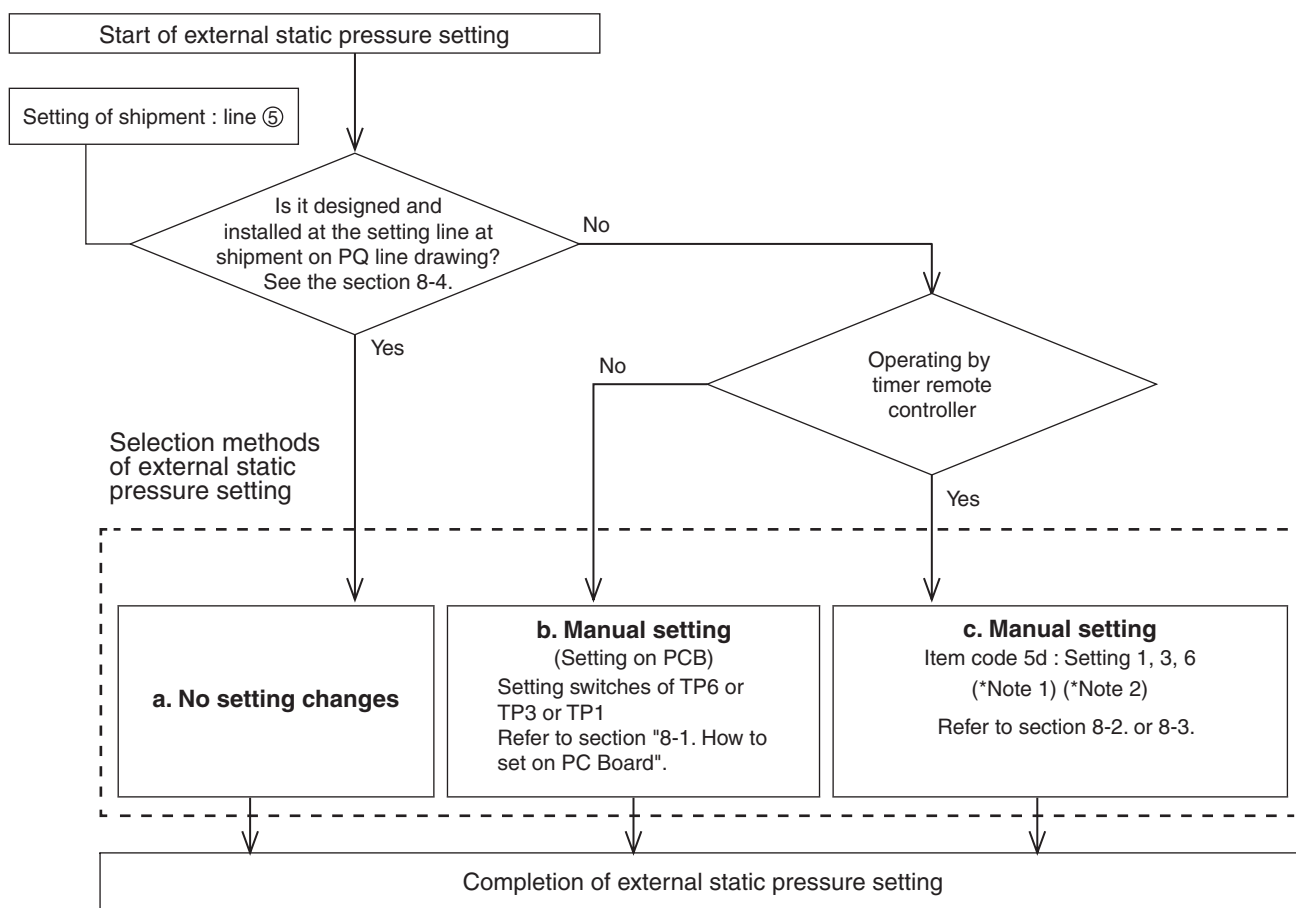 Start of external static pressure setting
Setting of shipment : line ⑤
Is it designed and
installed at the setting line at
shipment on PQ line drawing?
See the section 8-4.
No
Yes
Operating by
timer remote
controller
No
Yes
Selection methods
of external static
pressure setting
a. No setting changes
b. Manual setting
(Setting on PCB)
Setting switches of TP6 or
TP3 or TP1
Refer to section "8-1. How to
set on PC Board".
c. Manual setting
Item code 5d : Setting 1, 3, 6
(*Note 1) (*Note 2)
Refer to section 8-2. or 8-3.
Completion of external static pressure setting